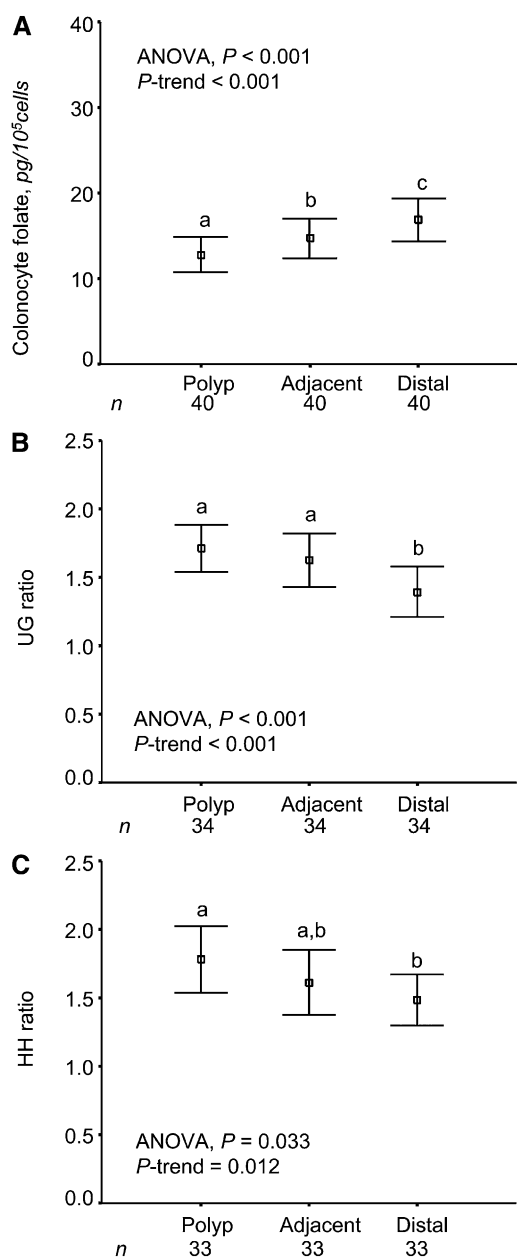 A
40
ANOVA, P < 0.001
P-trend < 0.001
30
Colonocyte folate, pg/10⁵cells
20
a
b
c
10
0
Polyp Adjacent Distal
n 40 40 40
B
2.5
2.0
a
a
b
1.5
UG ratio
1.0
0.5
ANOVA, P < 0.001
P-trend < 0.001
0.0
Polyp Adjacent Distal
n 34 34 34
C
2.5
2.0
a
a,b
b
1.5
HH ratio
1.0
0.5
ANOVA, P = 0.033
P-trend = 0.012
0.0
Polyp Adjacent Distal
n 33 33 33